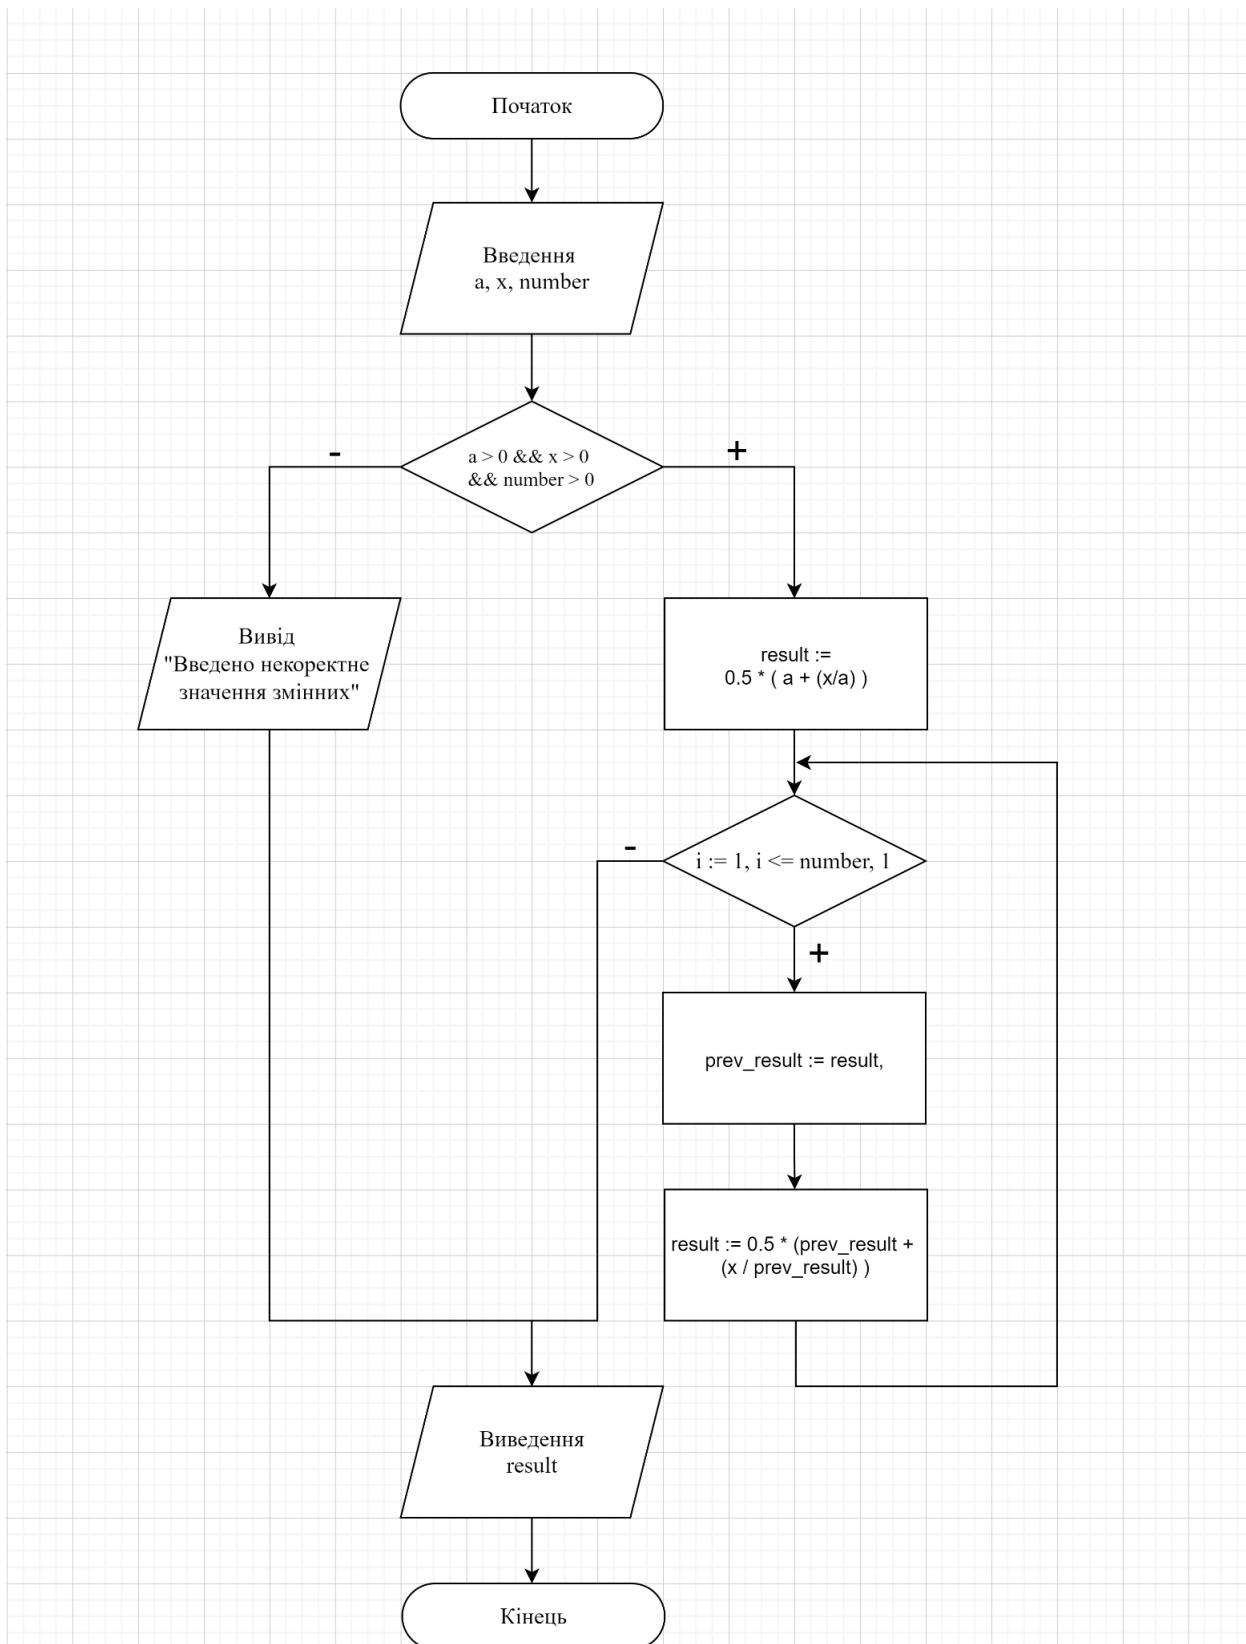 Початок
Введення
a, x, number
a > 0 && x > 0
&& number > 0
-
+
Вивід
"Введено некоректне
значення змінних"
result :=
0.5 * ( a + (x/a) )
i := 1, i <= number, 1
-
+
prev_result := result,
result := 0.5 * (prev_result +
(x / prev_result) )
Виведення
result
Кінець